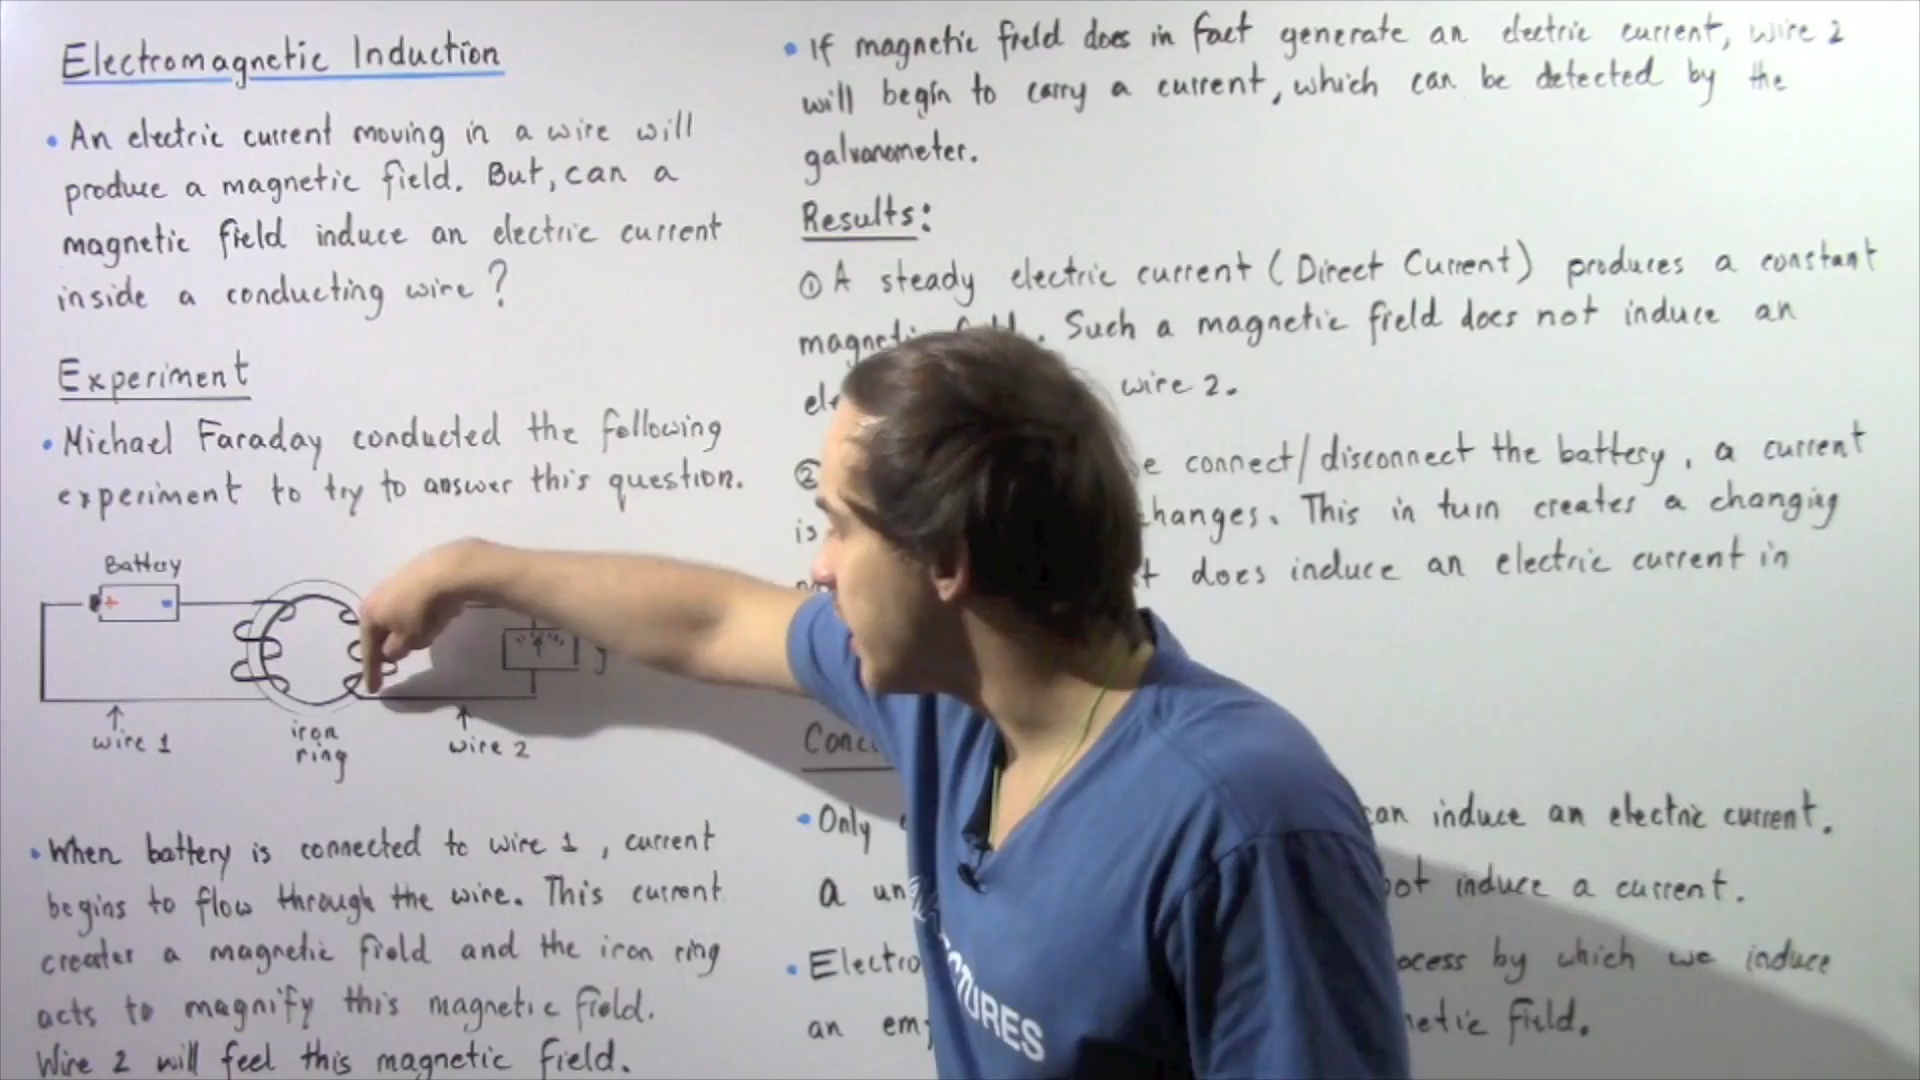 Electromagnetic Induction
• An electric current moving in a wire will
produce a magnetic field. But, can a
magnetic field induce an electric current
inside a conducting wire?
Experiment
• Michael Faraday conducted the following
experiment to try to answer this question.
Battery
+ -
wire 1
iron
ring
wire 2
• When battery is connected to wire 1, current
begins to flow through the wire. This current
creates a magnetic field and the iron ring
acts to magnify this magnetic field.
Wire 2 will feel this magnetic field.
• If magnetic field does in fact generate an electric current, wire 2
will begin to carry a current, which can be detected by the
galvanometer.
Results:
① A steady electric current (Direct Current) produces a constant
Such a magnetic field does not induce an
wire 2.
② connect/disconnect the battery, a current
is changes. This in turn creates a changing
does induce an electric current in
• Only can induce an electric current.
a not induce a current.
• by which we induce
an field.